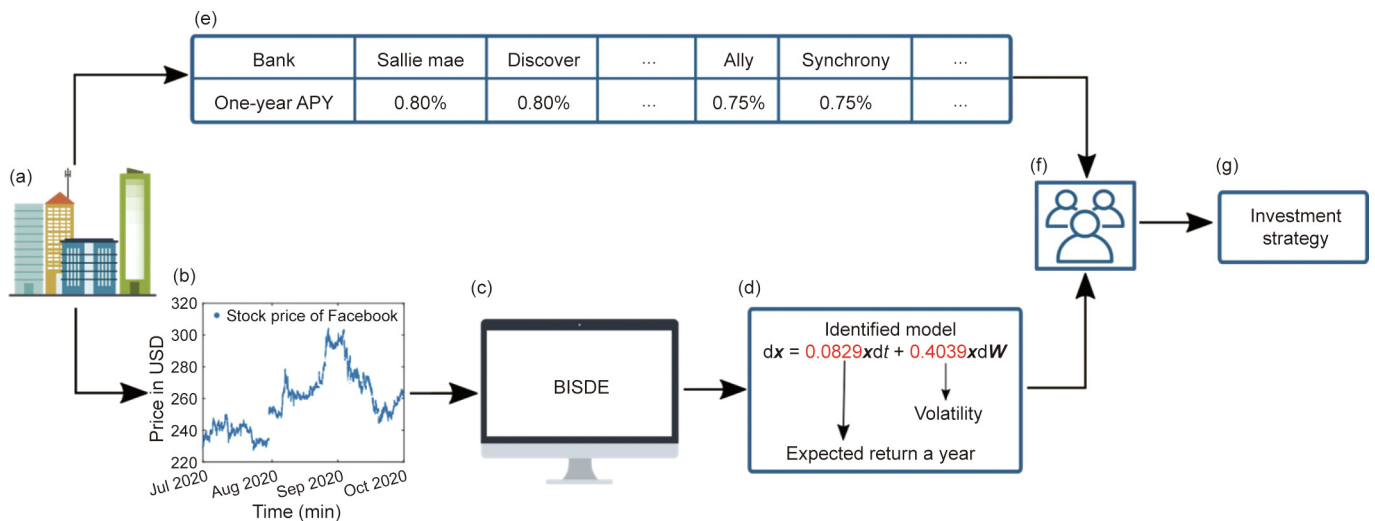 (e)
Bank Sallie mae Discover ... Ally Synchrony ...
One-year APY 0.80% 0.80% ... 0.75% 0.75% ...
(a)
(f)
(g)
Investment
strategy
(b)
320
300
280
260
240
220
Price in USD
Stock price of Facebook
Jul 2020 Aug 2020 Sep 2020 Oct 2020
Time (min)
(c)
BISDE
(d)
Identified model
dx = 0.0829xdt + 0.4039xdW
Volatility
Expected return a year